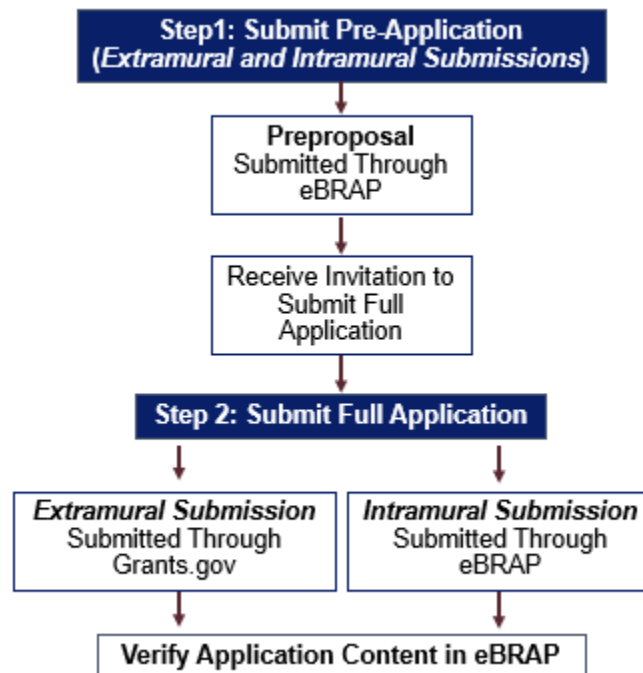 Step1: Submit Pre-Application
(Extramural and Intramural Submissions)
Preproposal
Submitted Through
eBRAP
Receive Invitation to
Submit Full
Application
Step 2: Submit Full Application
Extramural Submission
Submitted Through
Grants.gov
Intramural Submission
Submitted Through
eBRAP
Verify Application Content in eBRAP